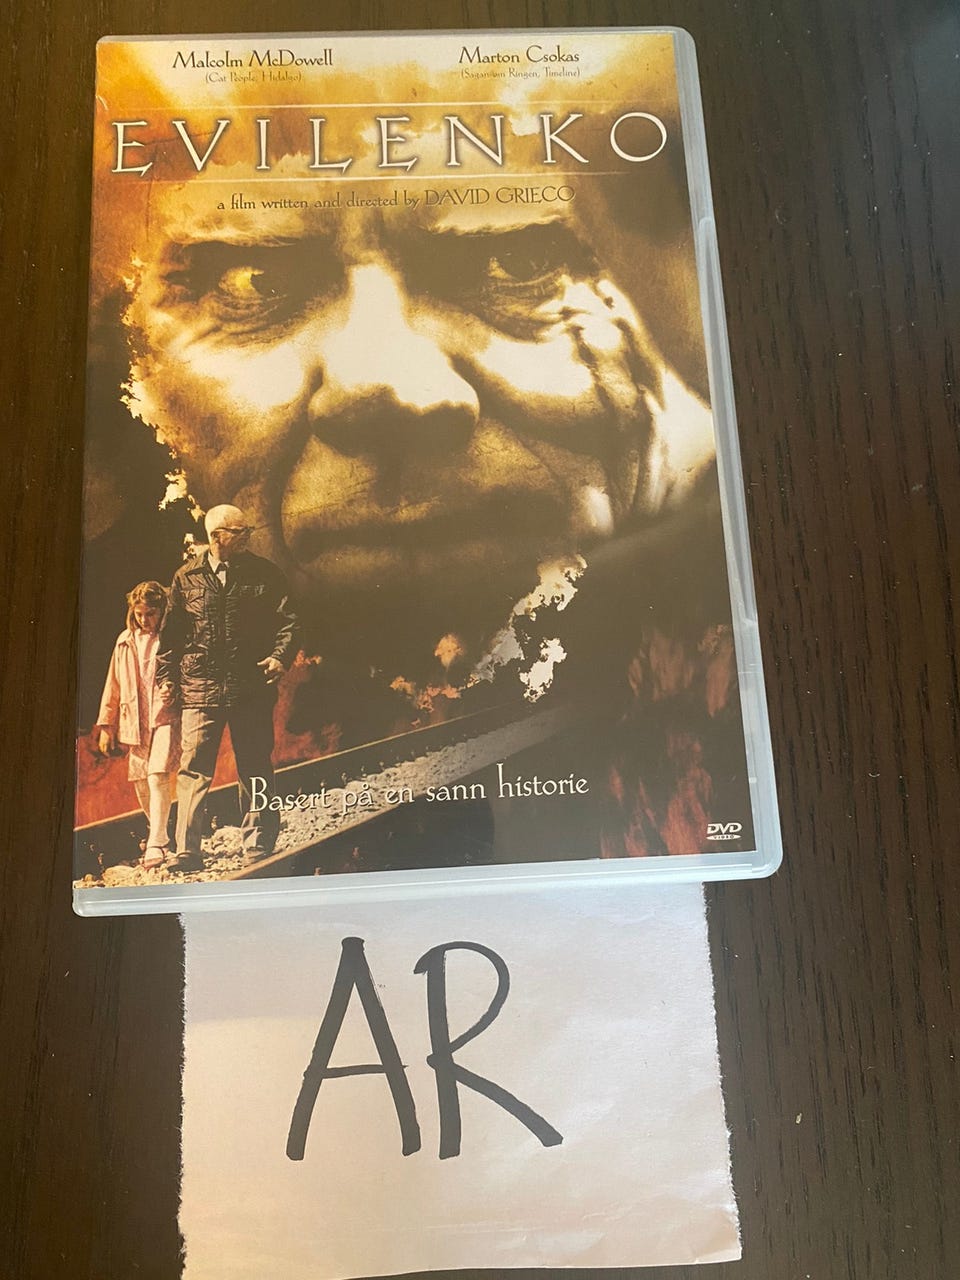 Malcolm McDowell Marton Csokas
(Cat People, Hidalgo) (Sagan om Ringen, Timeline)
EVILENKO
a film written and directed by DAVID GRIECO
Basert på en sann historie
DVD
VIDEO
AR